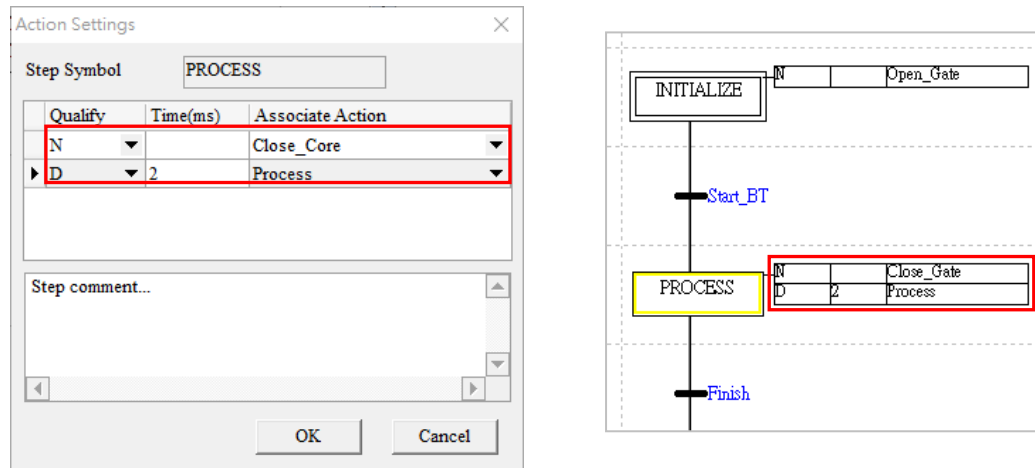 Action Settings
Step Symbol PROCESS
Qualify Time(ms) Associate Action
N Close_Core
D 2 Process
Step comment...
OK Cancel
INITIALIZE N Open_Gate
Start_BT
PROCESS N Close_Gate
D 2 Process
Finish